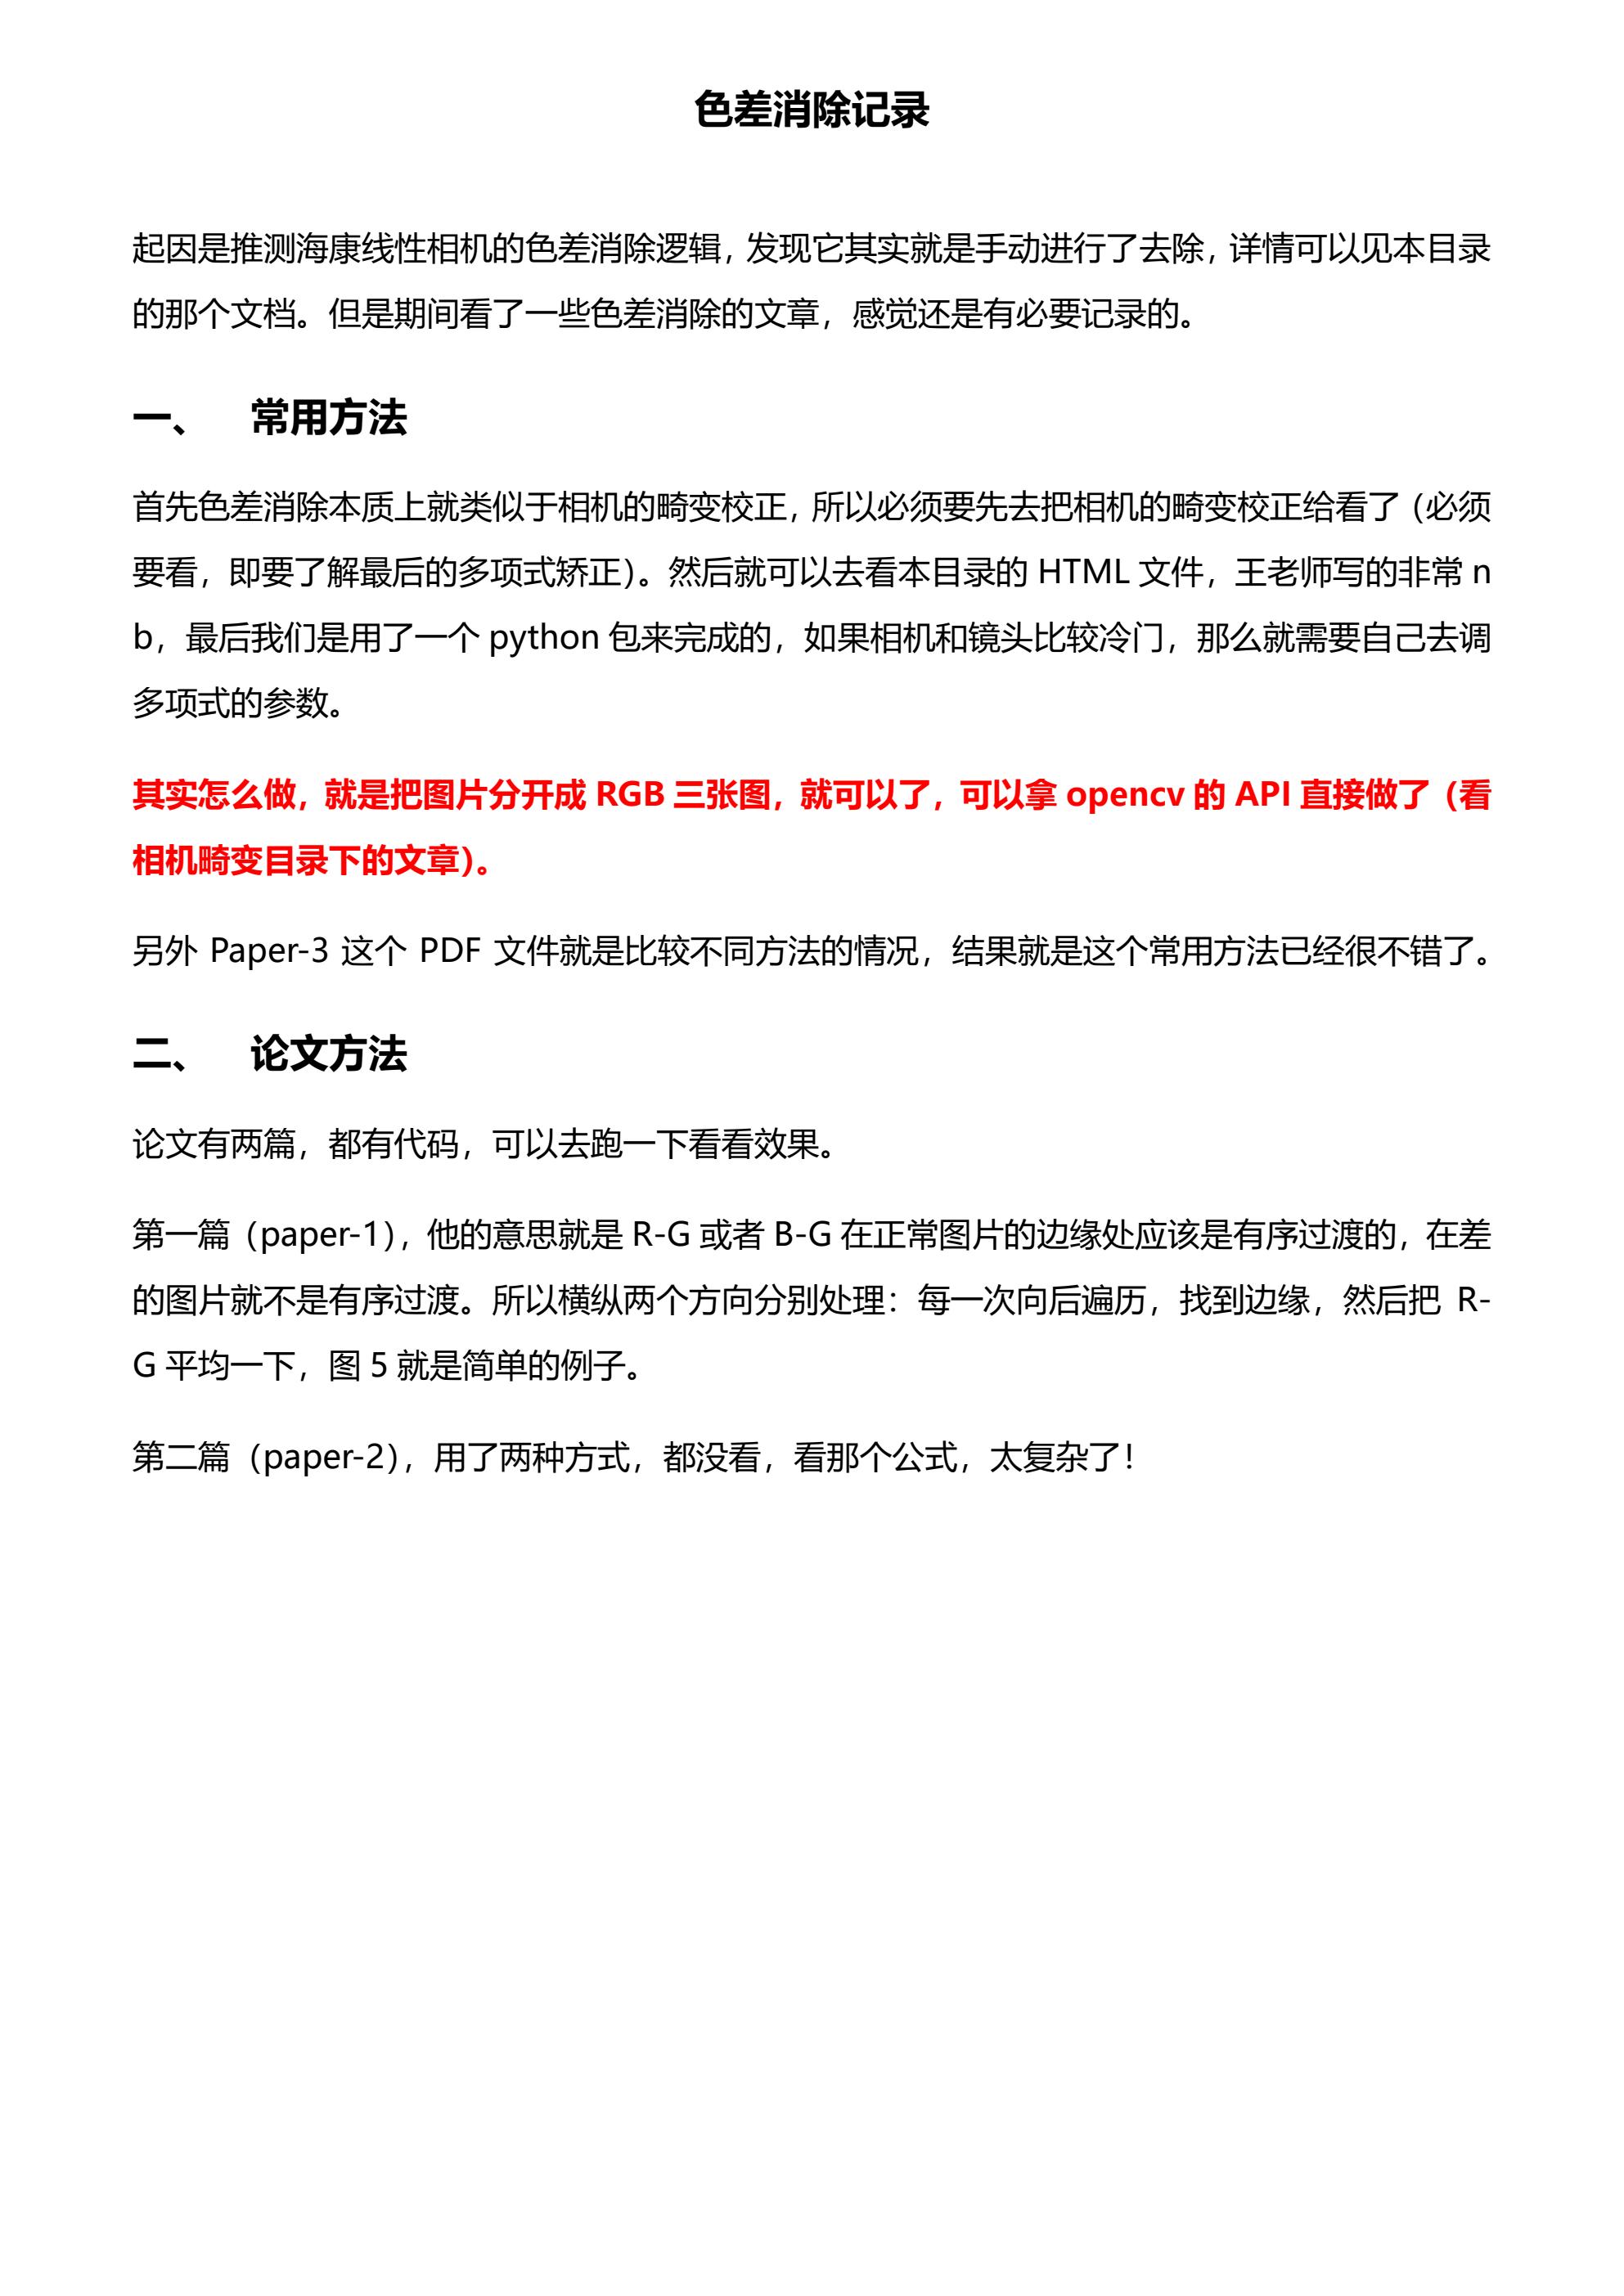 色差消除记录
起因是推测海康线性相机的色差消除逻辑，发现它其实就是手动进行了去除，详情可以见本目录
的那个文档。但是期间看了一些色差消除的文章，感觉还是有必要记录的。
一、 常用方法
首先色差消除本质上就类似于相机的畸变校正，所以必须要先去把相机的畸变校正给看了（必须
要看，即要了解最后的多项式矫正）。然后就可以去看本目录的 HTML 文件，王老师写的非常 n
b，最后我们是用了一个 python 包来完成的，如果相机和镜头比较冷门，那么就需要自己去调
多项式的参数。
其实怎么做，就是把图片分开成 RGB 三张图，就可以了，可以拿 opencv 的 API 直接做了（看
相机畸变目录下的文章）。
另外 Paper-3 这个 PDF 文件就是比较不同方法的情况，结果就是这个常用方法已经很不错了。
二、 论文方法
论文有两篇，都有代码，可以去跑一下看看效果。
第一篇（paper-1），他的意思就是 R-G 或者 B-G 在正常图片的边缘处应该是有序过渡的，在差
的图片就不是有序过渡。所以横纵两个方向分别处理：每一次向后遍历，找到边缘，然后把 R-
G 平均一下，图 5 就是简单的例子。
第二篇（paper-2），用了两种方式，都没看，看那个公式，太复杂了！